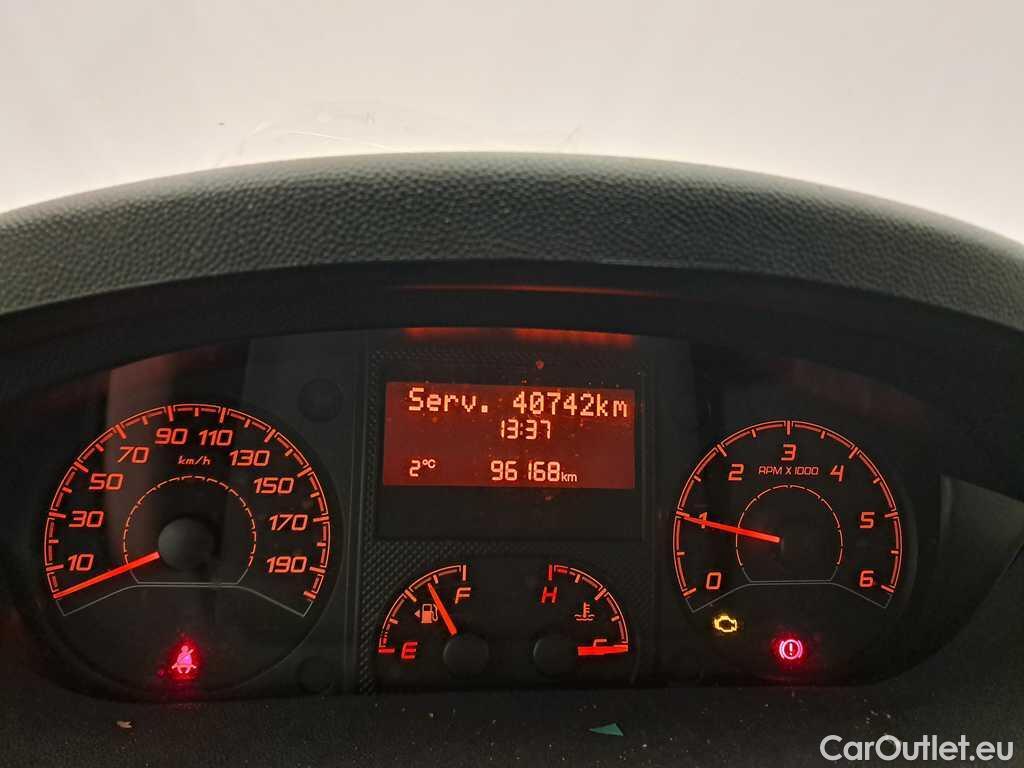 Serv. 40742km
13:37
2°C 96168km
10 30 50 70 90 110 130 150 170 190
km/h
E F
H C
0 1 2 3 4 5 6
RPM X 1000
CarOutlet.eu